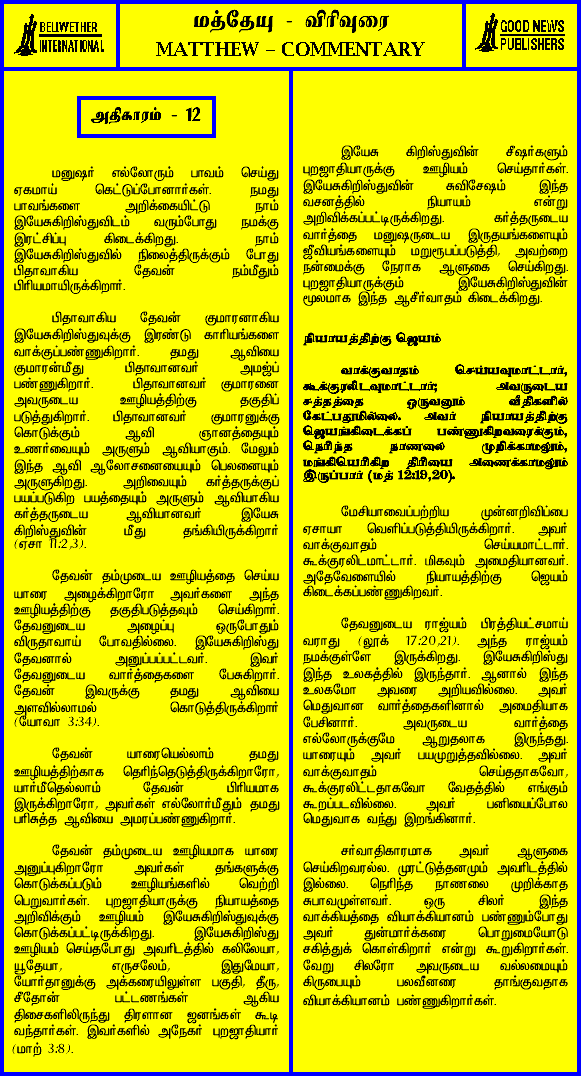 BELLWETHER
INTERNATIONAL
மத்தேயு - விரிவுரை
MATTHEW – COMMENTARY
GOOD NEWS
PUBLISHERS
அதிகாரம் - 12
மனுஷர் எல்லோரும் பாவம் செய்து
ஏகமாய் கெட்டுப்போனார்கள். நமது
பாவங்களை அறிக்கையிட்டு நாம்
இயேசுகிறிஸ்துவிடம் வரும்போது நமக்கு
இரட்சிப்பு கிடைக்கிறது. நாம்
இயேசுகிறிஸ்துவில் நிலைத்திருக்கும் போது
பிதாவாகிய தேவன் நம்மீதும்
பிரியமாயிருக்கிறார்.
பிதாவாகிய தேவன் குமாரனாகிய
இயேசுகிறிஸ்துவுக்கு இரண்டு காரியங்களை
வாக்குப்பண்ணுகிறார். தமது ஆவியை
குமாரன்மீது பிதாவானவர் அமரப்
பண்ணுகிறார். பிதாவானவர் குமாரனை
அவருடைய ஊழியத்திற்கு தகுதிப்
படுத்துகிறார். பிதாவானவர் குமாரனுக்கு
கொடுக்கும் ஆவி ஞானத்தையும்
உணர்வையும் அருளும் ஆவியாகும். மேலும்
இந்த ஆவி ஆலோசனையையும் பெலனையும்
அருளுகிறது. அறிவையும் கர்த்தருக்குப்
பயப்படுகிற பயத்தையும் அருளும் ஆவியாகிய
கர்த்தருடைய ஆவியானவர் இயேசு
கிறிஸ்துவின் மீது தங்கியிருக்கிறார்
(ஏசா 11:2,3).
தேவன் தம்முடைய ஊழியத்தை செய்ய
யாரை அழைக்கிறாரோ அவர்களை அந்த
ஊழியத்திற்கு தகுதிபடுத்தவும் செய்கிறார்.
தேவனுடைய அழைப்பு ஒருபோதும்
விருதாவாய் போவதில்லை. இயேசுகிறிஸ்து
தேவனால் அனுப்பப்பட்டவர். இவர்
தேவனுடைய வார்த்தைகளை பேசுகிறார்.
தேவன் இவருக்கு தமது ஆவியை
அளவில்லாமல் கொடுத்திருக்கிறார்
(யோவா 3:34).
தேவன் யாரையெல்லாம் தமது
ஊழியத்திற்காக தெரிந்தெடுத்திருக்கிறாரோ,
யார்மீதெல்லாம் தேவன் பிரியமாக
இருக்கிறாரோ, அவர்கள் எல்லோர்மீதும் தமது
பரிசுத்த ஆவியை அமரப்பண்ணுகிறார்.
தேவன் தம்முடைய ஊழியமாக யாரை
அனுப்புகிறாரோ அவர்கள் தங்களுக்கு
கொடுக்கப்படும் ஊழியங்களில் வெற்றி
பெறுவார்கள். புறஜாதியாருக்கு நியாயத்தை
அறிவிக்கும் ஊழியம் இயேசுகிறிஸ்துவுக்கு
கொடுக்கப்பட்டிருக்கிறது. இயேசுகிறிஸ்து
ஊழியம் செய்தபோது அவரிடத்தில் கலிலேயா,
யூதேயா, எருசலேம், இதுமேயா,
யோர்தானுக்கு அக்கரையிலுள்ள பகுதி, தீரு,
சீதோன் பட்டணங்கள் ஆகிய
திசைகளிலிருந்து திரளான ஜனங்கள் கூடி
வந்தார்கள். இவர்களில் அநேகர் புறஜாதியார்
(மாற் 3:8).
இயேசு கிறிஸ்துவின் சீஷர்களும்
புறஜாதியாருக்கு ஊழியம் செய்தார்கள்.
இயேசுகிறிஸ்துவின் சுவிசேஷம் இந்த
வசனத்தில் நியாயம் என்று
அறிவிக்கப்பட்டிருக்கிறது. கர்த்தருடைய
வார்த்தை மனுஷருடைய இருதயங்களையும்
ஜீவியங்களையும் மறுரூபப்படுத்தி, அவற்றை
நன்மைக்கு நேராக ஆளுகை செய்கிறது.
புறஜாதியாருக்கும் இயேசுகிறிஸ்துவின்
மூலமாக இந்த ஆசீர்வாதம் கிடைக்கிறது.
நியாயத்திற்கு ஜெயம்
வாக்குவாதம் செய்யவுமாட்டார்,
கூக்குரலிடவுமாட்டார்; அவருடைய
சத்தத்தை ஒருவனும் வீதிகளில்
கேட்பதுமில்லை. அவர் நியாயத்திற்கு
ஜெயங்கிடைக்கப் பண்ணுகிறவரைக்கும்,
நெரிந்த நாணலை முறிக்காமலும்,
மங்கியெரிகிற திரியை அணைக்காமலும்
இருப்பார் (மத் 12:19,20).
மேசியாவைப்பற்றிய முன்னறிவிப்பை
ஏசாயா வெளிப்படுத்தியிருக்கிறார். அவர்
வாக்குவாதம் செய்யமாட்டார்.
கூக்குரலிடமாட்டார். மிகவும் அமைதியானவர்.
அதேவேளையில் நியாயத்திற்கு ஜெயம்
கிடைக்கப்பண்ணுகிறவர்.
தேவனுடைய ராஜ்யம் பிரத்தியட்சமாய்
வராது (லூக் 17:20,21). அந்த ராஜ்யம்
நமக்குள்ளே இருக்கிறது. இயேசுகிறிஸ்து
இந்த உலகத்தில் இருந்தார். ஆனால் இந்த
உலகமோ அவரை அறியவில்லை. அவர்
மெதுவான வார்த்தைகளினால் அமைதியாக
பேசினார். அவருடைய வார்த்தை
எல்லோருக்குமே ஆறுதலாக இருந்தது.
யாரையும் அவர் பயமுறுத்தவில்லை. அவர்
வாக்குவாதம் செய்ததாகவோ,
கூக்குரலிட்டதாகவோ வேதத்தில் எங்கும்
கூறப்படவில்லை. அவர் பனியைப்போல
மெதுவாக வந்து இறங்கினார்.
சர்வாதிகாரமாக அவர் ஆளுகை
செய்கிறவரல்ல. முரட்டுத்தனமும் அவரிடத்தில்
இல்லை. நெரிந்த நாணலை முறிக்காத
சுபாவமுள்ளவர். ஒரு சிலர் இந்த
வாக்கியத்தை வியாக்கியானம் பண்ணும்போது
அவர் துன்மார்க்கரை பொறுமையோடு
சகித்துக் கொள்கிறார் என்று கூறுகிறார்கள்.
வேறு சிலரோ அவருடைய வல்லமையும்
கிருபையும் பலவீனரை தாங்குவதாக
வியாக்கியானம் பண்ணுகிறார்கள்.